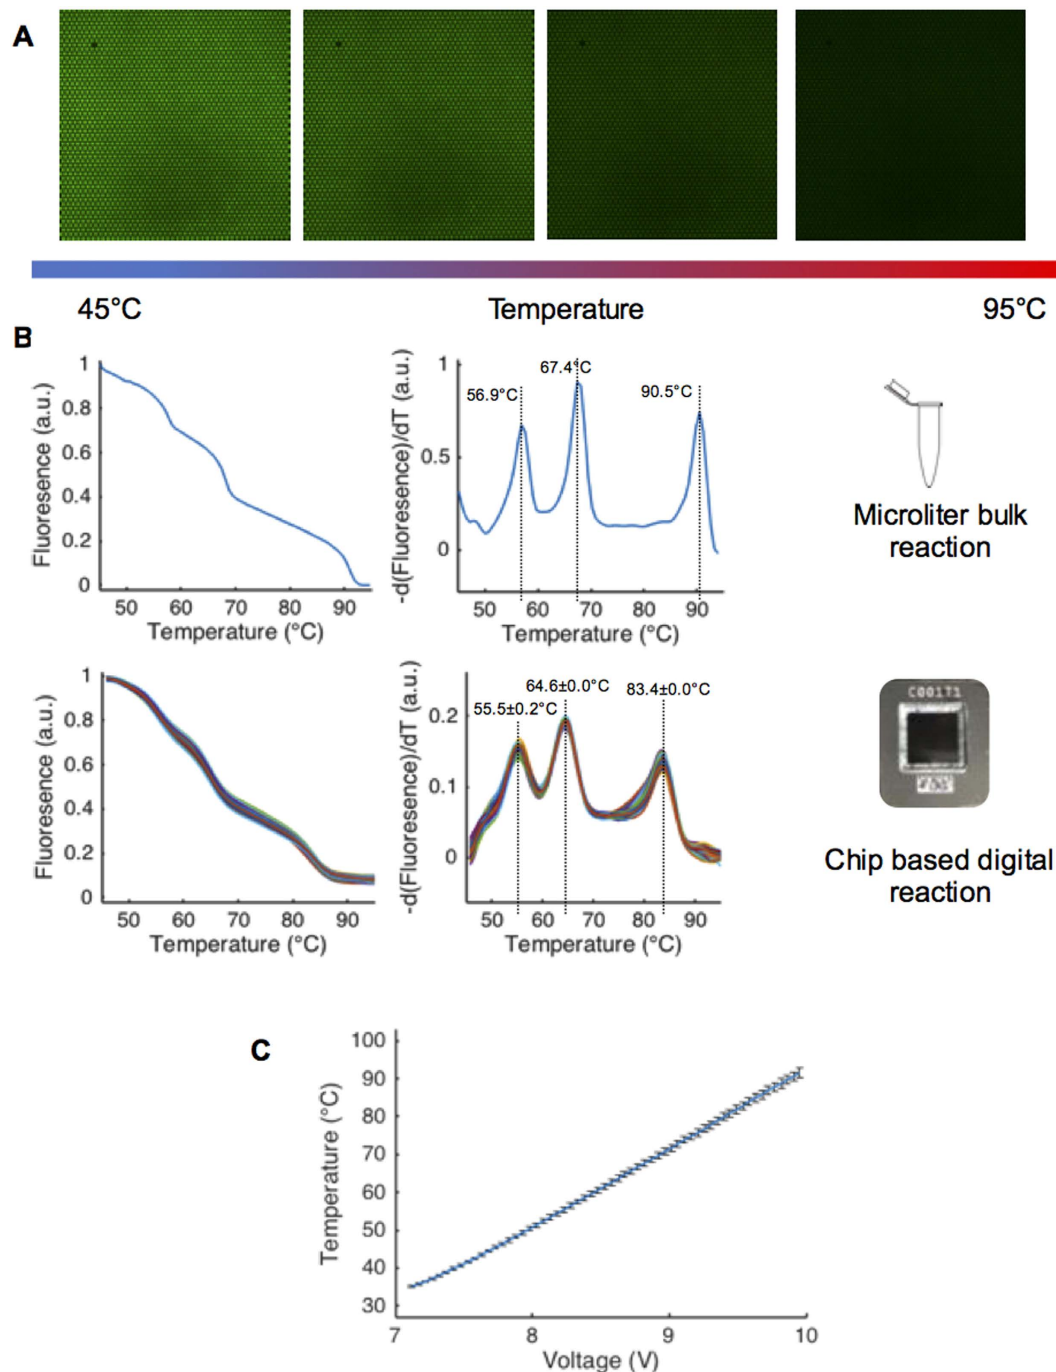 A
45°C
Temperature
95°C
B
1
0.8
0.6
0.4
0.2
0
Fluoresence (a.u.)
50
60
70
80
90
Temperature (°C)
1
0.5
0
-d(Fluoresence)/dT (a.u.)
56.9°C
67.4°C
90.5°C
50
60
70
80
90
Temperature (°C)
Microliter bulk
reaction
1
0.8
0.6
0.4
0.2
0
Fluoresence (a.u.)
50
60
70
80
90
Temperature (°C)
0.2
0.1
0
-d(Fluoresence)/dT (a.u.)
55.5±0.2°C
64.6±0.0°C
83.4±0.0°C
50
60
70
80
90
Temperature (°C)
C00171
Chip based digital
reaction
C
100
90
80
70
60
50
40
30
Temperature (°C)
7
8
9
10
Voltage (V)